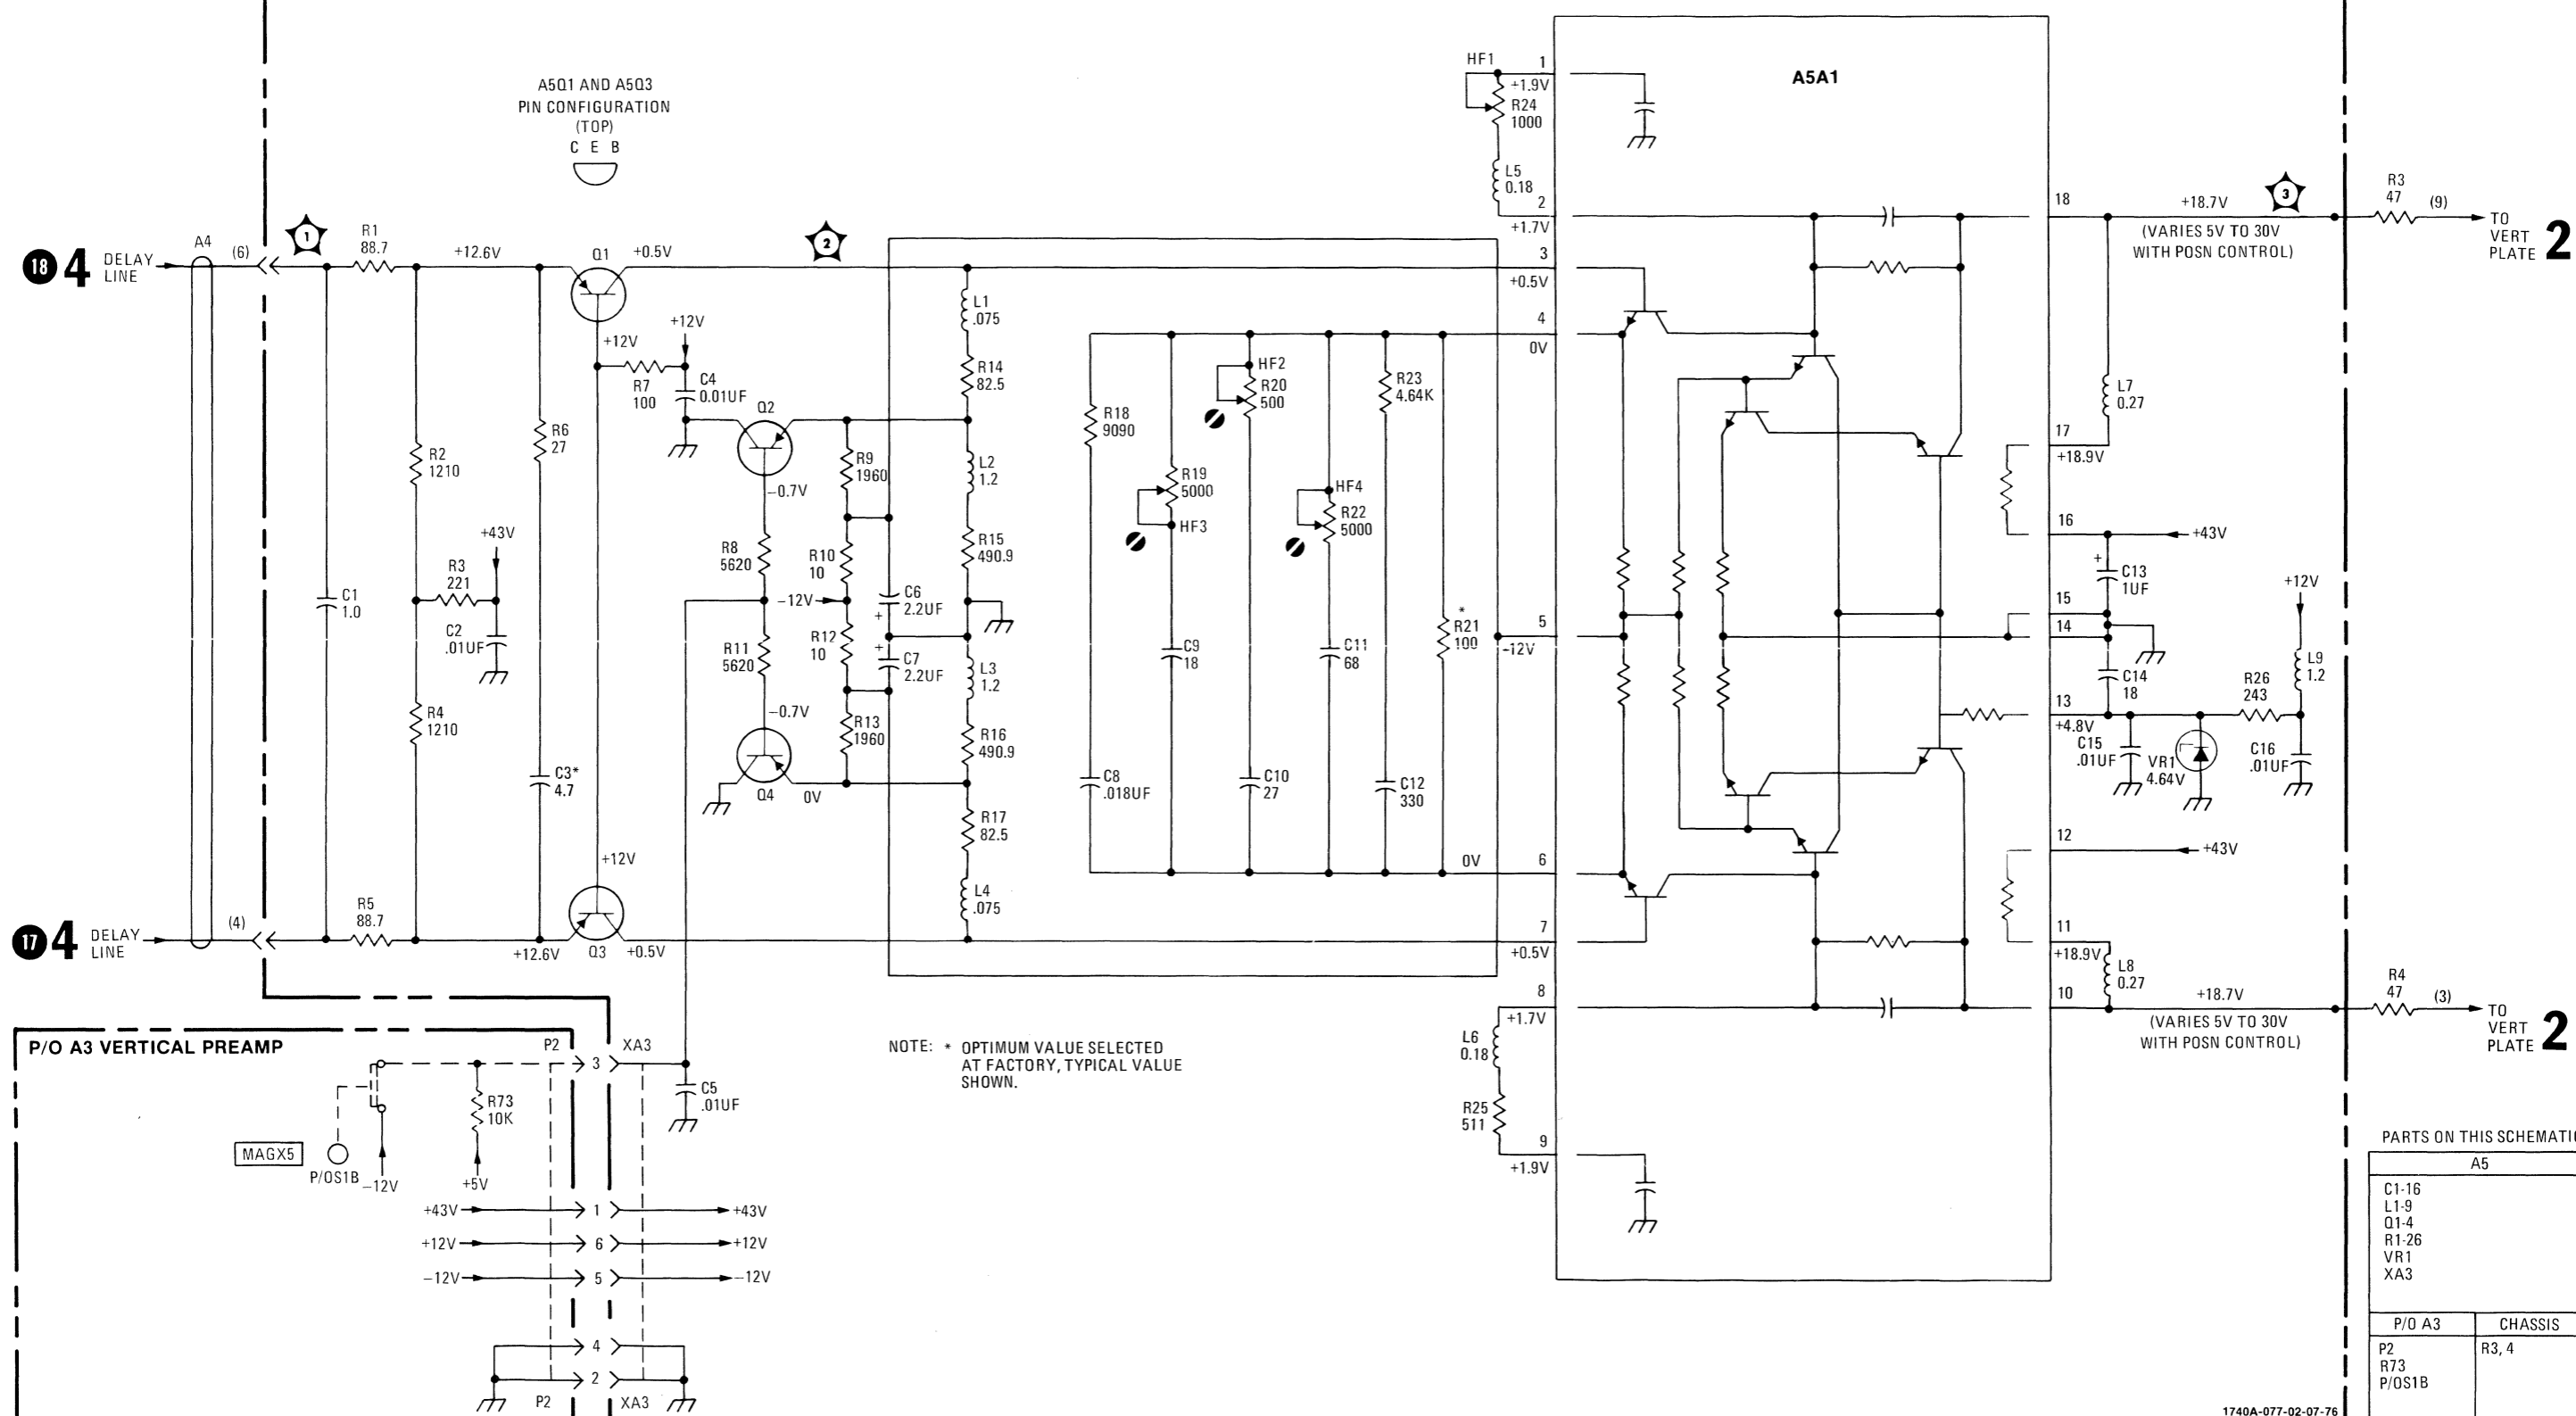 A5Q1 AND A5Q3
PIN CONFIGURATION
(TOP)
C E B
HF1
1
+1.9V
R24
1000
A5A1
L5
0.18
2
+1.7V
18
+18.7V
3
R3
47
(9)
TO
VERT
PLATE
2
(VARIES 5V TO 30V
WITH POSN CONTROL)
18
4
DELAY
LINE
A4
(6)
1
R1
88.7
+12.6V
Q1
+0.5V
2
3
+0.5V
L1
.075
4
0V
+12V
+12V
R7
100
C4
0.01UF
R14
82.5
HF2
R20
500
R23
4.64K
L7
0.27
R18
9090
Q2
R6
27
17
+18.9V
R2
1210
R9
1960
L2
1.2
-0.7V
R19
5000
HF3
HF4
R22
5000
16
+43V
+43V
R8
5620
R10
10
R15
490.9
+
C13
1UF
+12V
R3
221
C1
1.0
C2
.01UF
-12V
C6
2.2UF
+
R12
10
+
C7
2.2UF
R11
5620
*
R21
100
5
-12V
15
14
C9
18
C11
68
L3
1.2
C14
18
R26
243
L9
1.2
R4
1210
-0.7V
R13
1960
R16
490.9
13
+4.8V
C15
.01UF
VR1
4.64V
C16
.01UF
C3*
4.7
Q4
0V
C8
.018UF
C10
27
C12
330
R17
82.5
12
+43V
+12V
0V
6
L4
.075
17
4
DELAY
LINE
(4)
R5
88.7
+12.6V
Q3
+0.5V
7
+0.5V
11
+18.9V
L8
0.27
8
+1.7V
10
+18.7V
R4
47
(3)
TO
VERT
PLATE
2
(VARIES 5V TO 30V
WITH POSN CONTROL)
P/O A3 VERTICAL PREAMP
P2
3
XA3
NOTE: * OPTIMUM VALUE SELECTED
AT FACTORY, TYPICAL VALUE
SHOWN.
L6
0.18
C5
.01UF
R73
10K
R25
511
9
+1.9V
MAGX5
P/OS1B
-12V
+5V
+43V
1
+43V
+12V
6
+12V
-12V
5
-12V
4
2
P2
XA3
PARTS ON THIS SCHEMATI
A5
C1-16
L1-9
Q1-4
R1-26
VR1
XA3
P/O A3
CHASSIS
P2
R73
P/OS1B
R3, 4
1740A-077-02-07-76